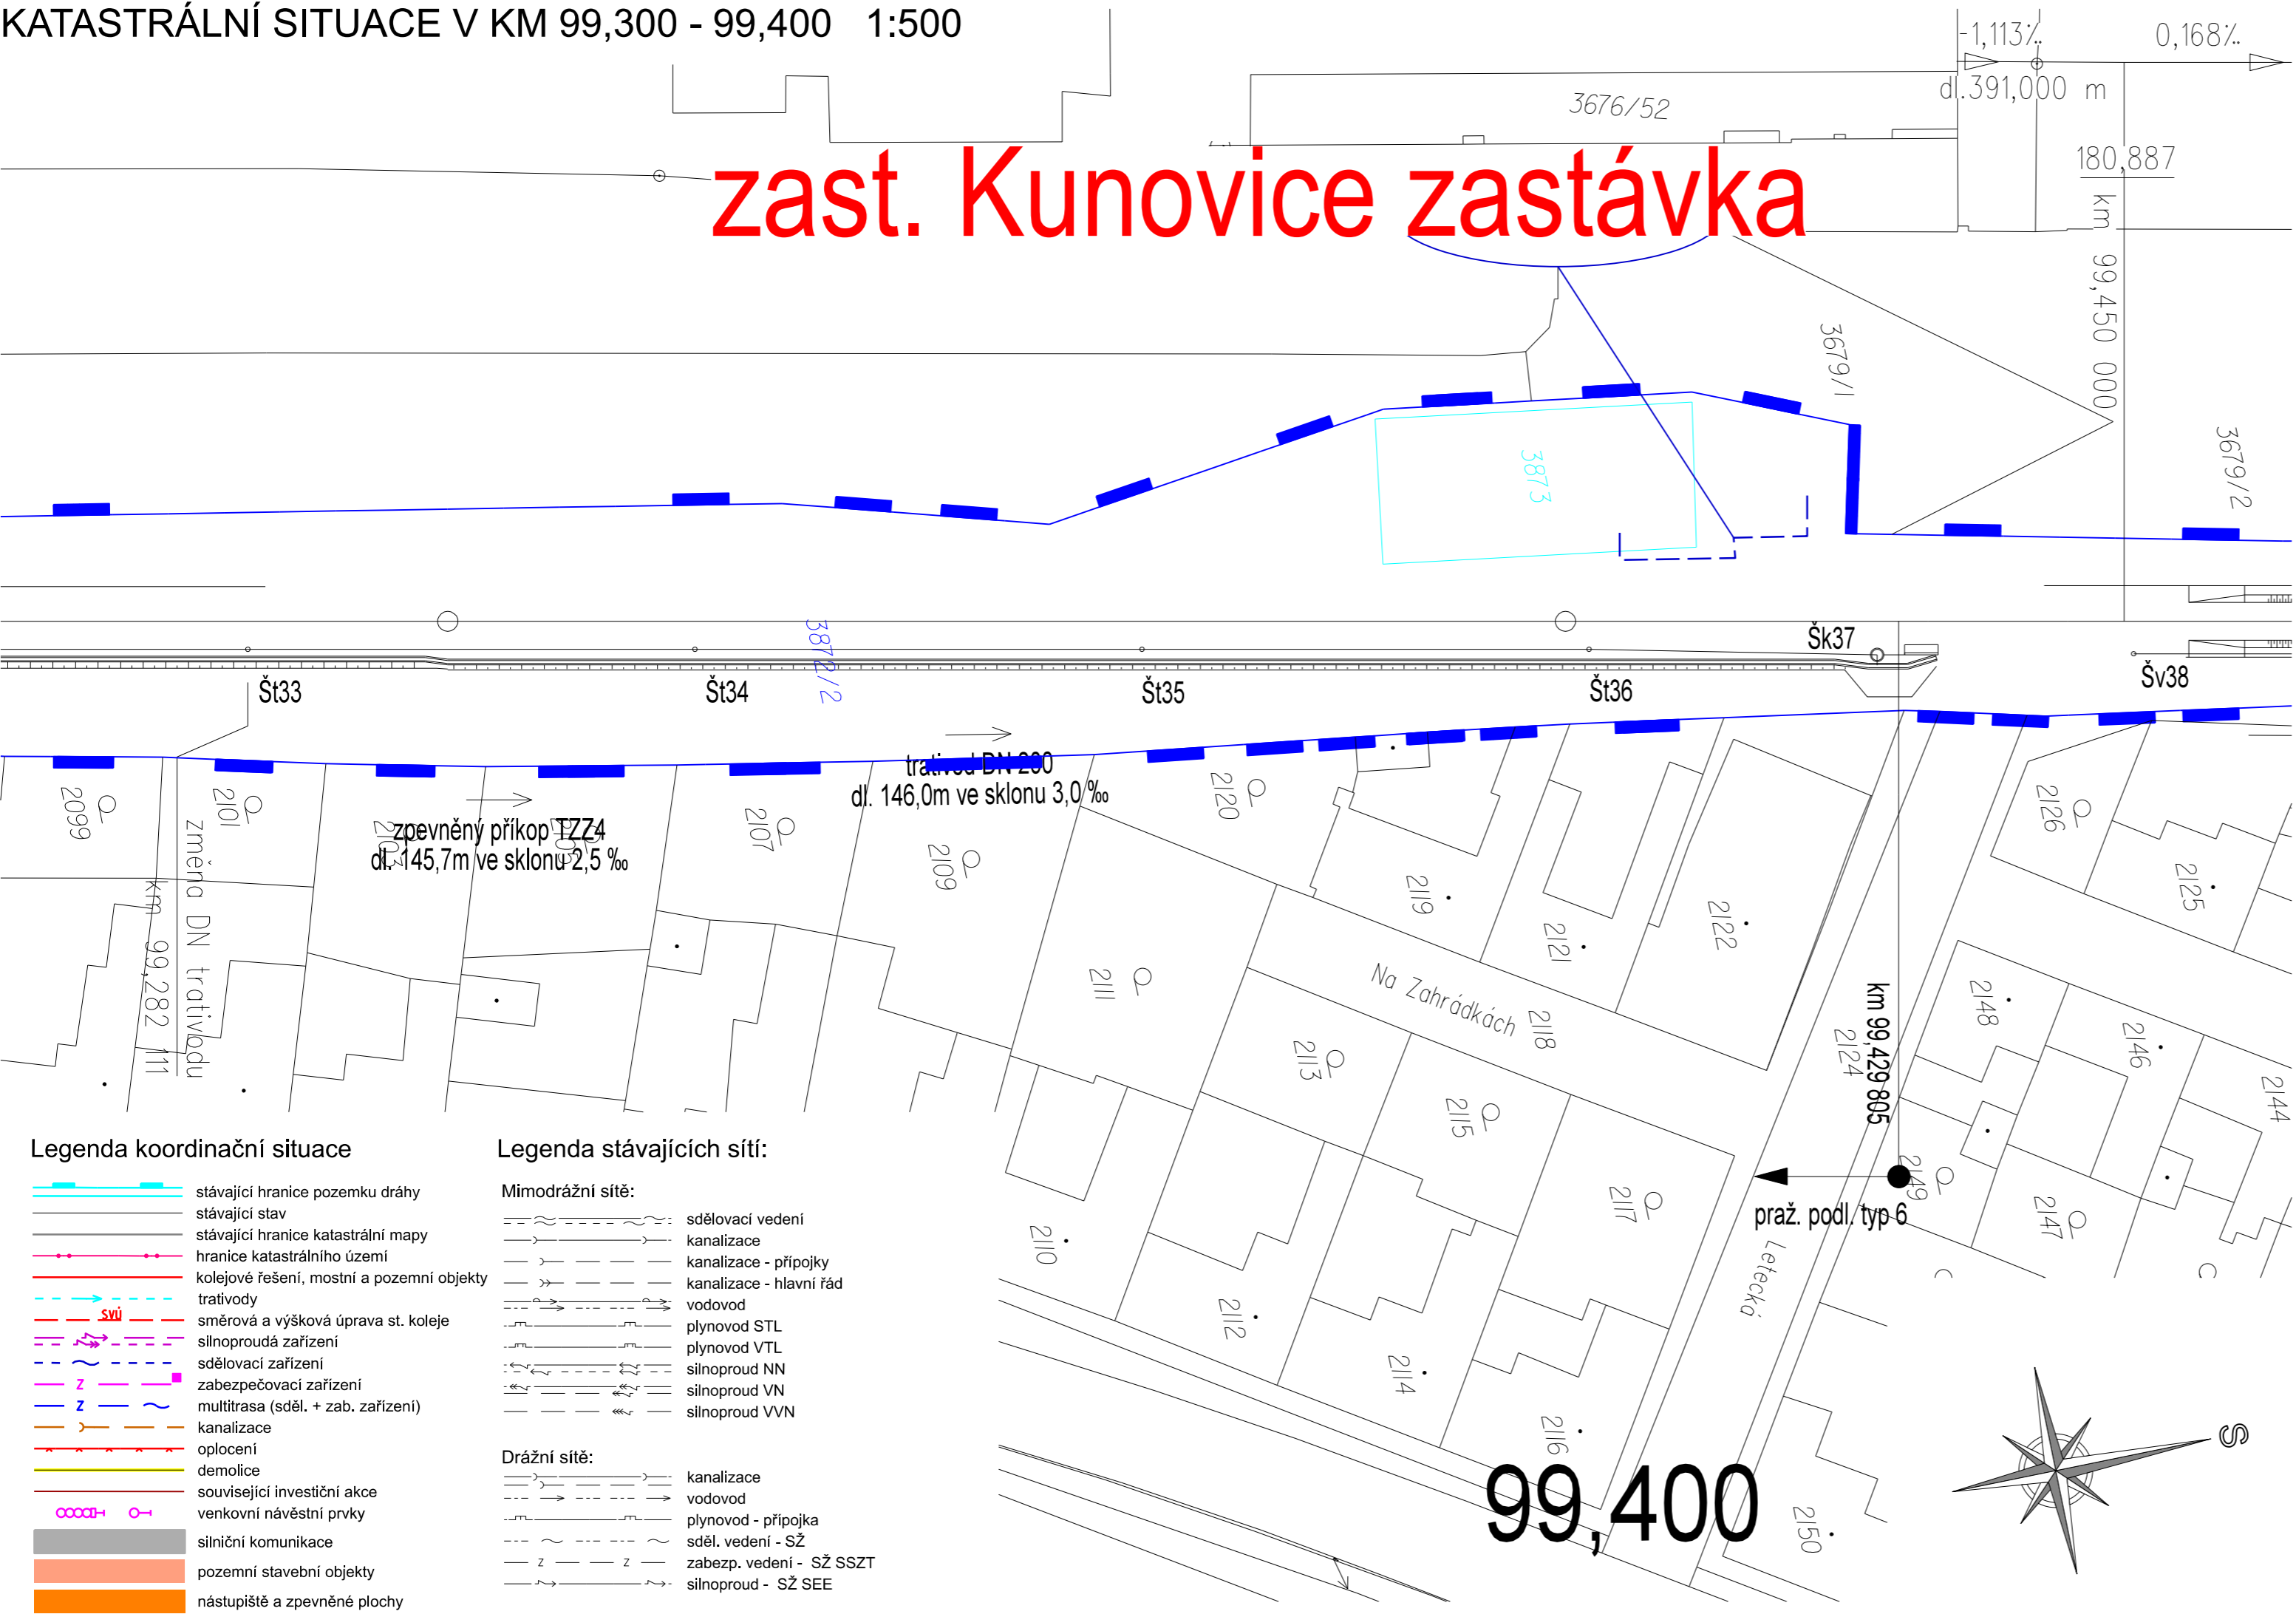 KATASTRÁLNÍ SITUACE V KM 99,300 - 99,400 1:500
-1,113‰
0,168‰
dl.391,000 m
3676/52
180,887
zast. Kunovice zastávka
km 99,450 000
3679/1
3679/2
3873
3872/2
Šk37
Št33
Št34
Št35
Št36
Šv38
trativod DN 200
dl. 146,0m ve sklonu 3,0 ‰
zpevněný příkop TZZ4
dl. 145,7m ve sklonu 2,5 ‰
2099
2101
2103
2105
2107
2109
2120
2119
2121
2122
2126
2125
změna DN trativodu
km 99,282 111
2111
Na Zahrádkách
2118
2113
2115
2117
2124
km 99,429 805
2148
2146
2144
2149
2147
praž. podl. typ 6
Letecká
2110
2112
2114
2116
2150
99,400
S
Legenda koordinační situace
stávající hranice pozemku dráhy
stávající stav
stávající hranice katastrální mapy
hranice katastrálního území
kolejové řešení, mostní a pozemní objekty
trativody
SVÚ
směrová a výšková úprava st. koleje
silnoproudá zařízení
sdělovací zařízení
Z
zabezpečovací zařízení
Z
multitrasa (sděl. + zab. zařízení)
kanalizace
oplocení
demolice
související investiční akce
venkovní návěstní prvky
silniční komunikace
pozemní stavební objekty
nástupiště a zpevněné plochy
Legenda stávajících sítí:
Mimodrážní sítě:
sdělovací vedení
kanalizace
kanalizace - přípojky
kanalizace - hlavní řád
vodovod
plynovod STL
plynovod VTL
silnoproud NN
silnoproud VN
silnoproud VVN
Drážní sítě:
kanalizace
vodovod
plynovod - přípojka
sděl. vedení - SŽ
Z Z
zabezp. vedení - SŽ SSZT
silnoproud - SŽ SEE